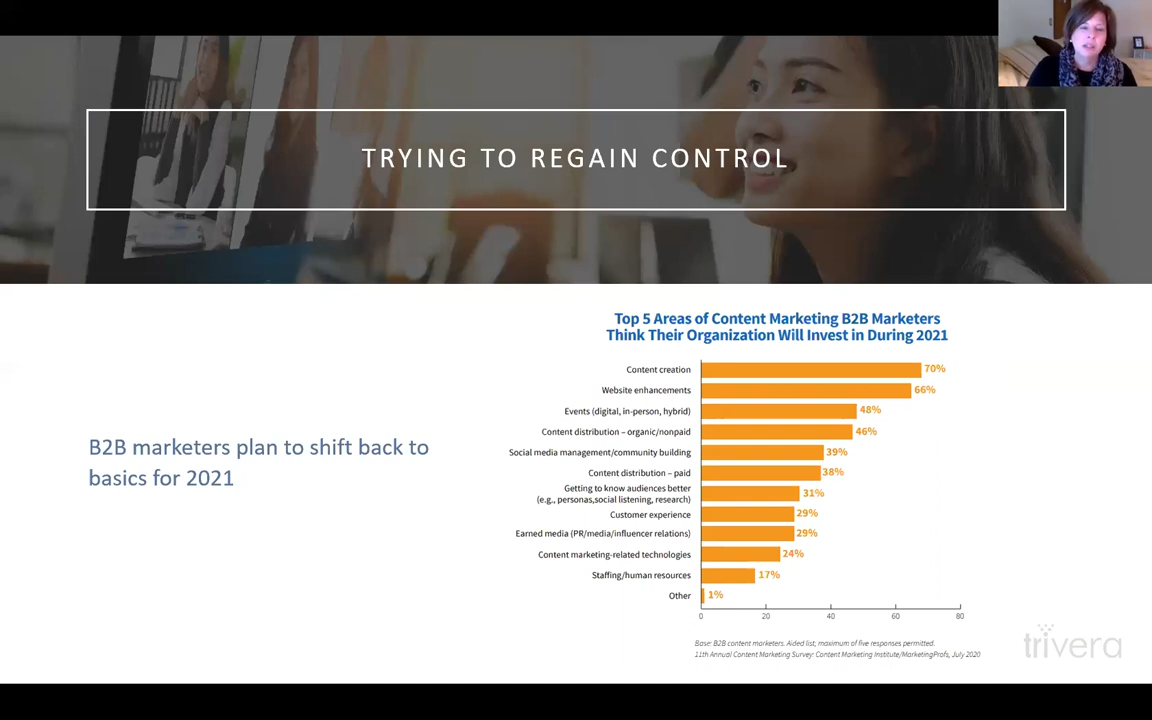 TRYING TO REGAIN CONTROL
B2B marketers plan to shift back to
basics for 2021
Top 5 Areas of Content Marketing B2B Marketers
Think Their Organization Will Invest in During 2021
Content creation 70%
Website enhancements 66%
Events (digital, in-person, hybrid) 48%
Content distribution – organic/nonpaid 46%
Social media management/community building 39%
Content distribution – paid 38%
Getting to know audiences better
(e.g., personas,social listening, research) 31%
Customer experience 29%
Earned media (PR/media/influencer relations) 29%
Content marketing-related technologies 24%
Staffing/human resources 17%
Other 1%
0 20 40 60 80
Base: B2B content marketers. Aided list; maximum of five responses permitted.
11th Annual Content Marketing Survey: Content Marketing Institute/MarketingProfs, July 2020
trivera